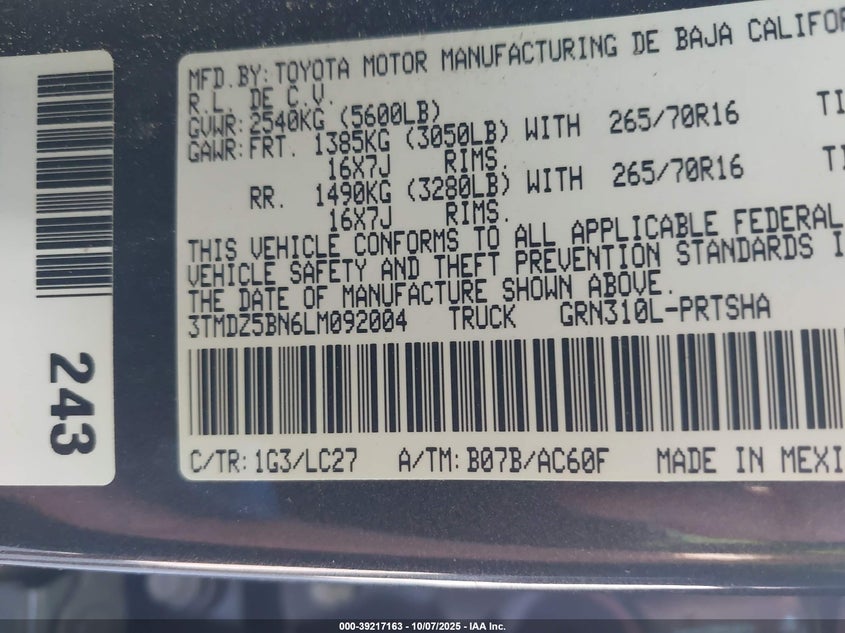 MFD.BY: TOYOTA MOTOR MANUFACTURING DE BAJA CALIFOR
R.L. DE C.V.
GVWR: 2540KG (5600LB)
GAWR: FRT. 1385KG (3050LB) WITH 265/70R16 TI
16X7J RIMS.
RR. 1490KG (3280LB) WITH 265/70R16 TI
16X7J RIMS.
THIS VEHICLE CONFORMS TO ALL APPLICABLE FEDERAL
VEHICLE SAFETY AND THEFT PREVENTION STANDARDS I
THE DATE OF MANUFACTURE SHOWN ABOVE.
3TMDZ5BN6LM092004 TRUCK GRN310L-PRTSHA
C/TR: 1G3/LC27 A/TM: B07B/AC60F MADE IN MEXI
243
000-39217163 - 10/07/2025 - IAA Inc.